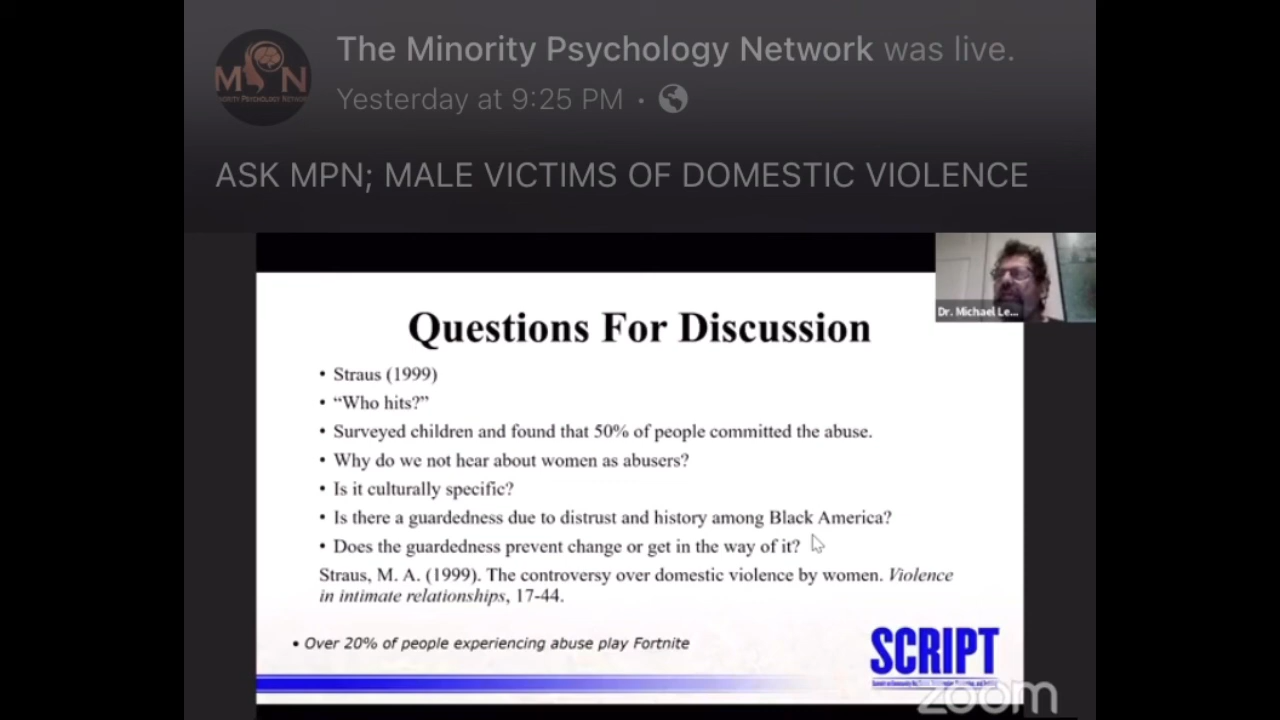 The Minority Psychology Network was live.
Yesterday at 9:25 PM ·
M N
MINORITY PSYCHOLOGY NETWORK
ASK MPN; MALE VICTIMS OF DOMESTIC VIOLENCE
Dr. Michael Le...
Questions For Discussion
• Straus (1999)
• “Who hits?”
• Surveyed children and found that 50% of people committed the abuse.
• Why do we not hear about women as abusers?
• Is it culturally specific?
• Is there a guardedness due to distrust and history among Black America?
• Does the guardedness prevent change or get in the way of it?
Straus, M. A. (1999). The controversy over domestic violence by women. Violence
in intimate relationships, 17-44.
• Over 20% of people experiencing abuse play Fortnite
SCRIPT
zoom